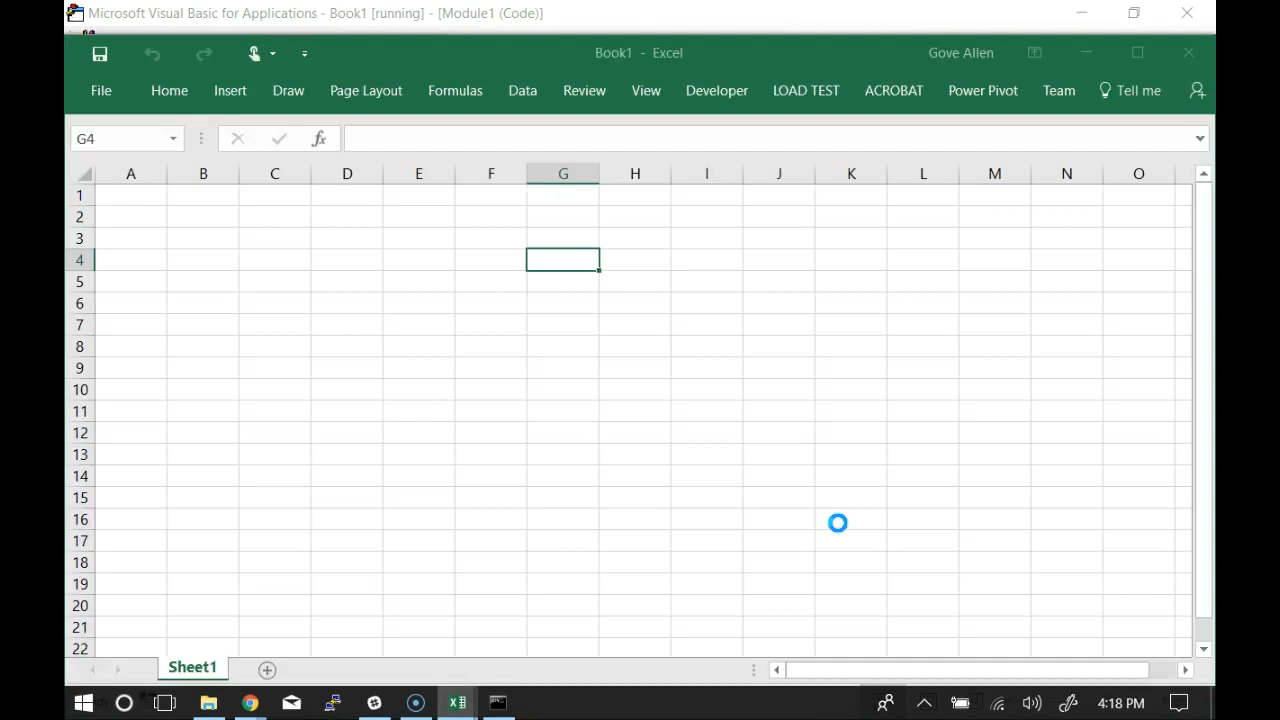 Microsoft Visual Basic for Applications - Book1 [running] - [Module1 (Code)]
Book1 - Excel
Gove Allen
File Home Insert Draw Page Layout Formulas Data Review View Developer LOAD TEST ACROBAT Power Pivot Team Tell me
G4
fx
A B C D E F G H I J K L M N O
1
2
3
4
5
6
7
8
9
10
11
12
13
14
15
16
17
18
19
20
21
22
Sheet1
4:18 PM